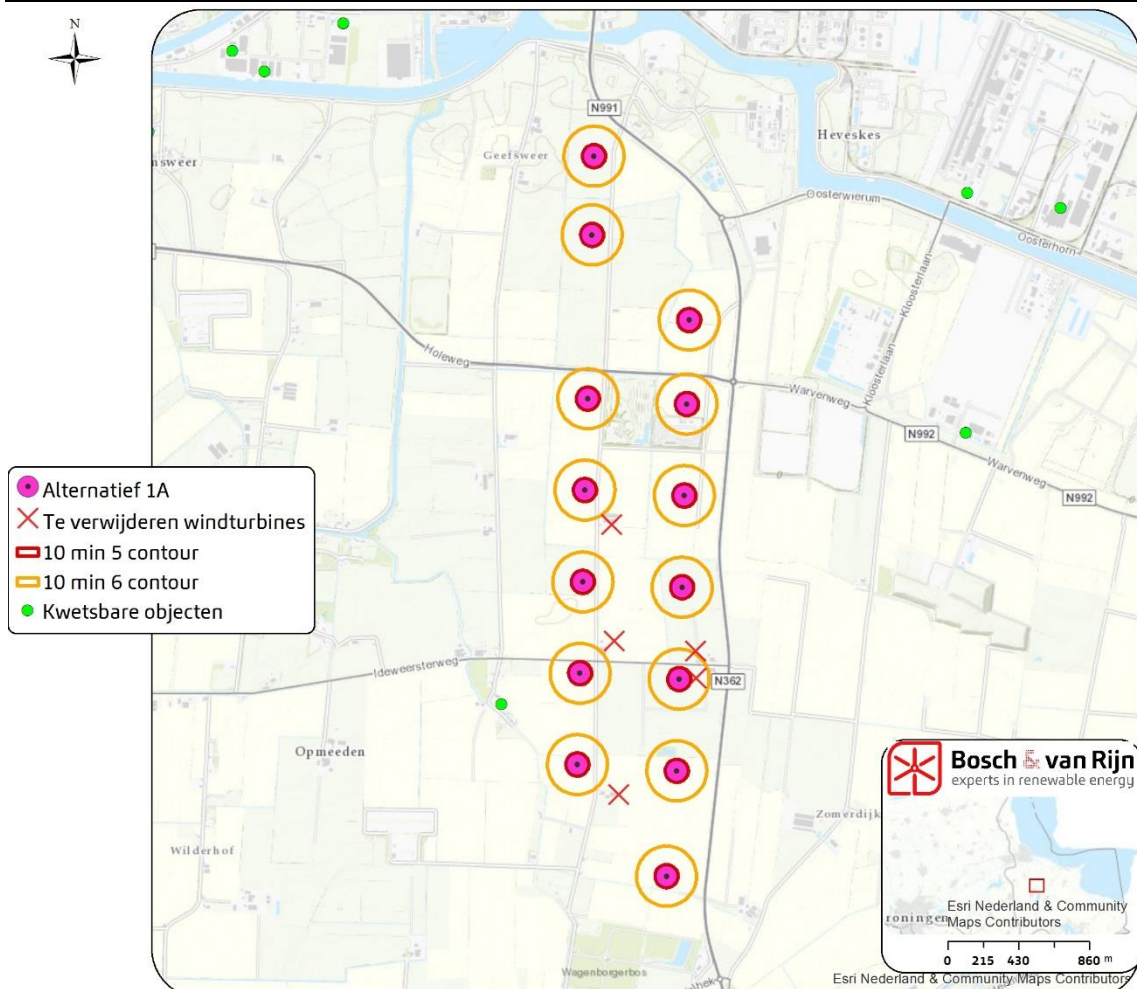 N
N991
Heveskes
Geefsweer
Oosterwierum
Oosterhorn
Kloosterlaan
Holeweg
Warvenweg
Kloosterlaan
N992
Warvenweg
N992
Alternatief 1A
Te verwijderen windturbines
10 min 5 contour
10 min 6 contour
Kwetsbare objecten
Ideweersterweg
N362
Opmeeden
Bosch & van Rijn
experts in renewable energy
Zomerdijk
Wilderhof
Esri Nederland & Community
Maps Contributors
Wagenborgerbos
0 215 430 860 m
Esri Nederland & Community Maps Contributors